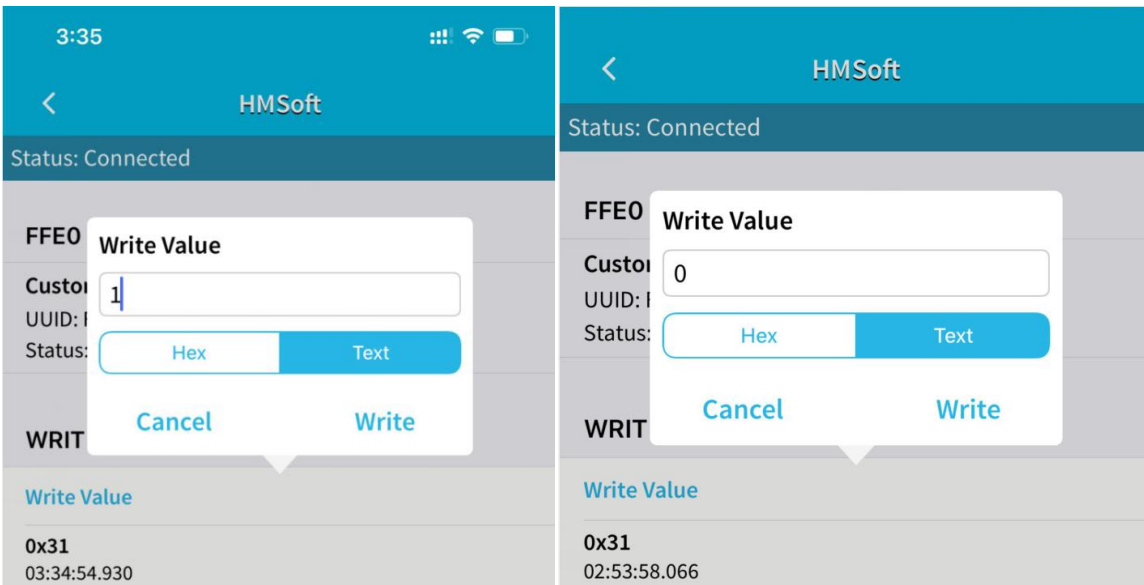 3:35
HMSoft
Status: Connected
FFE0
Write Value
Custor
1
UUID:
Status:
Hex
Text
Cancel
Write
WRIT
Write Value
0x31
03:34:54.930
HMSoft
Status: Connected
FFE0
Write Value
Custor
0
UUID:
Status:
Hex
Text
Cancel
Write
WRIT
Write Value
0x31
02:53:58.066